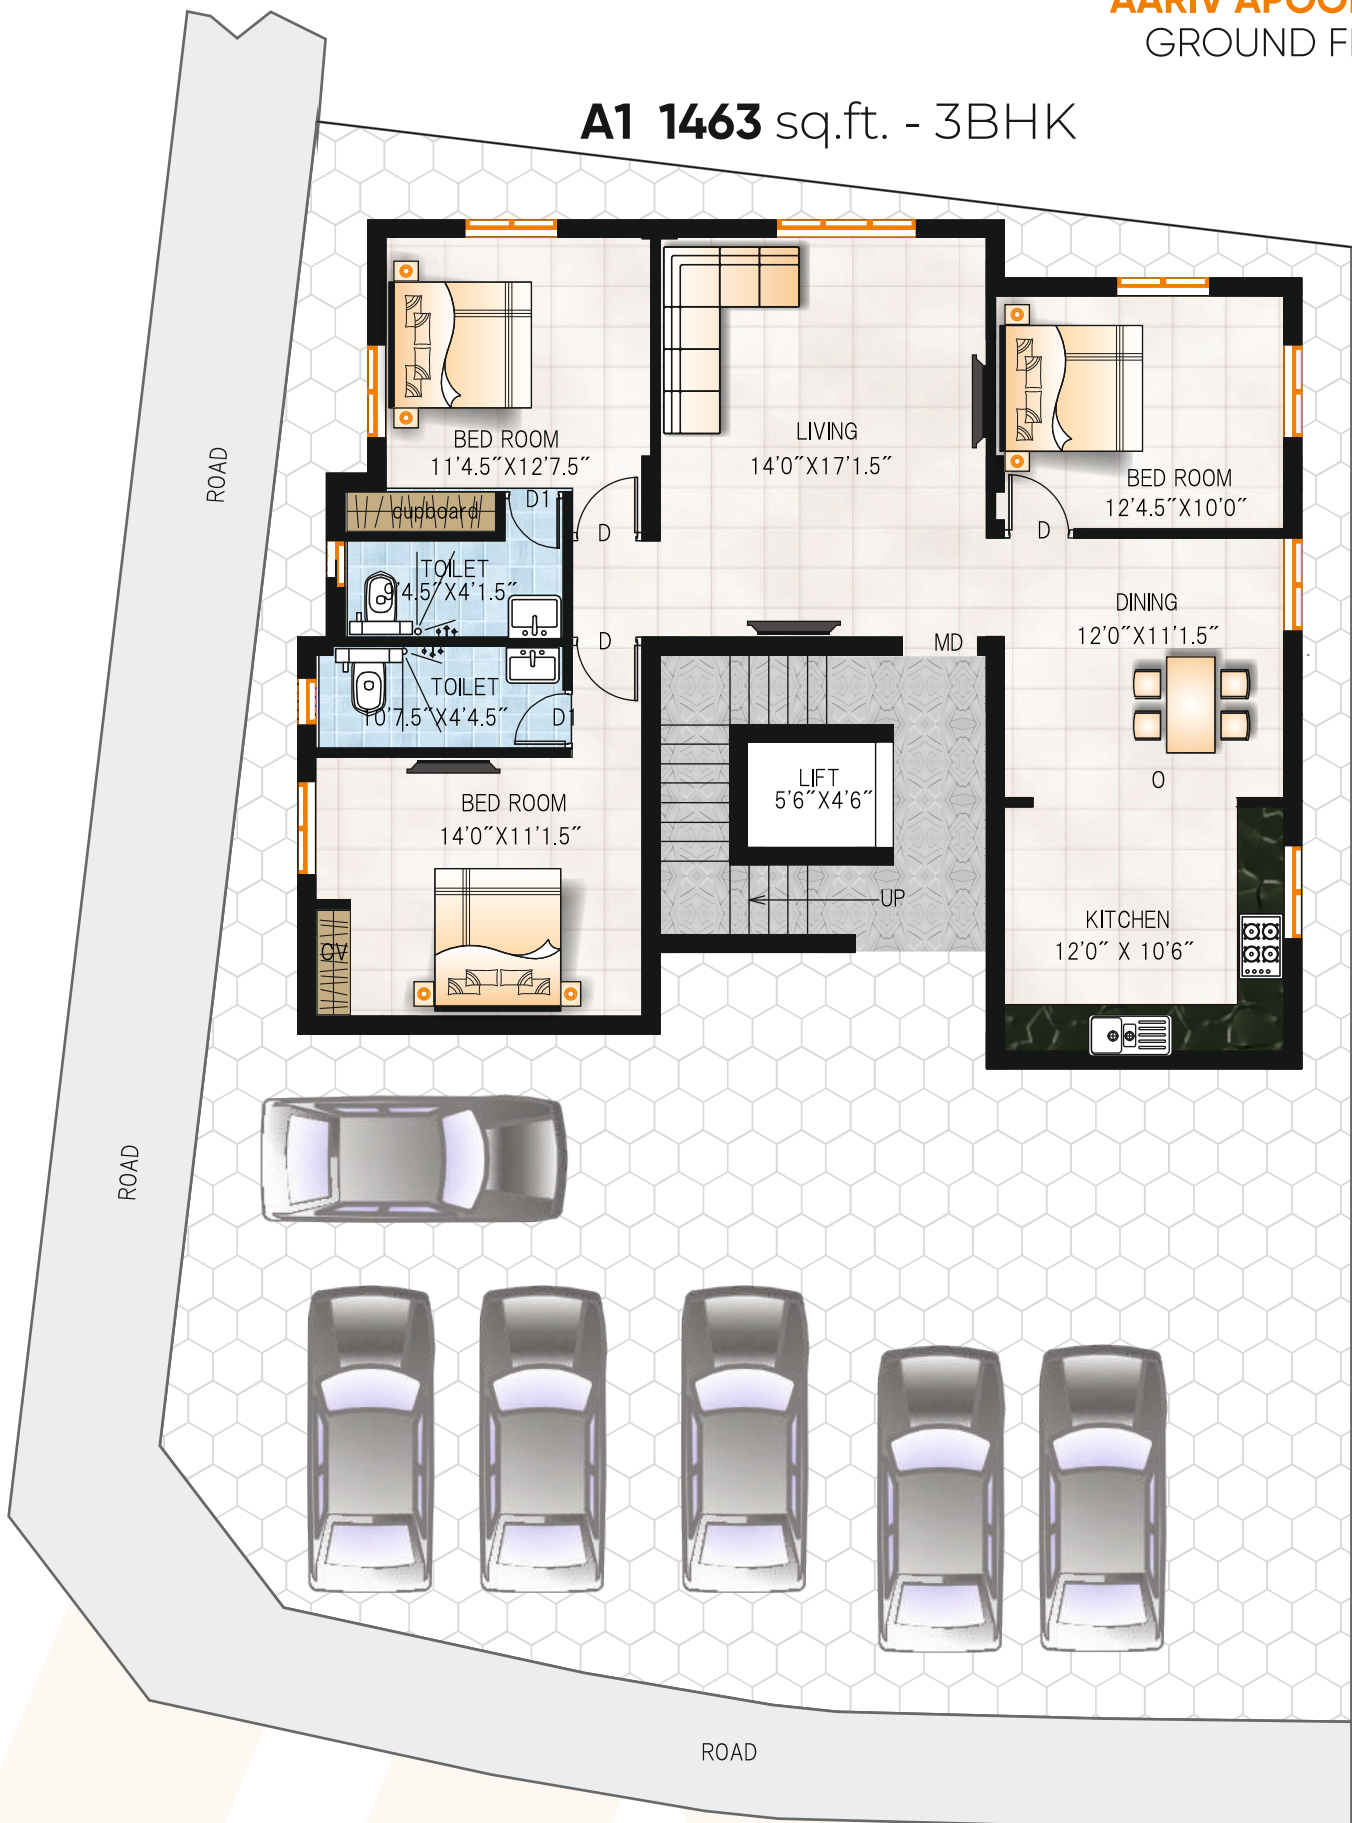 AARIV
GROUND
A1 1463 sq.ft. - 3BHK
ROAD
BED ROOM
11'4.5"X12'7.5"
LIVING
14'0"X17'1.5"
BED ROOM
12'4.5"X10'0"
cupboard
D1
D
D
TOILET
9'4.5"X4'1.5"
DINING
12'0"X11'1.5"
D
MD
TOILET
10'7.5"X4'4.5"
D1
LIFT
5'6"X4'6"
O
BED ROOM
14'0"X11'1.5"
UP
CV
KITCHEN
12'0" X 10'6"
ROAD
ROAD